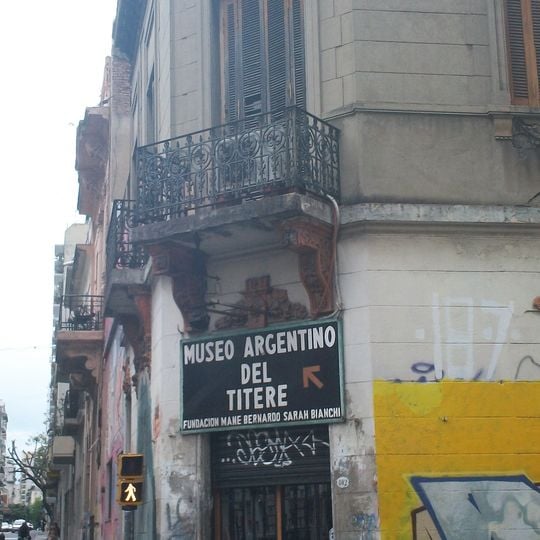 MUSEO ARGENTINO
DEL
TITERE
FUNDACION MANE BERNARDO SARAH BIANCHI